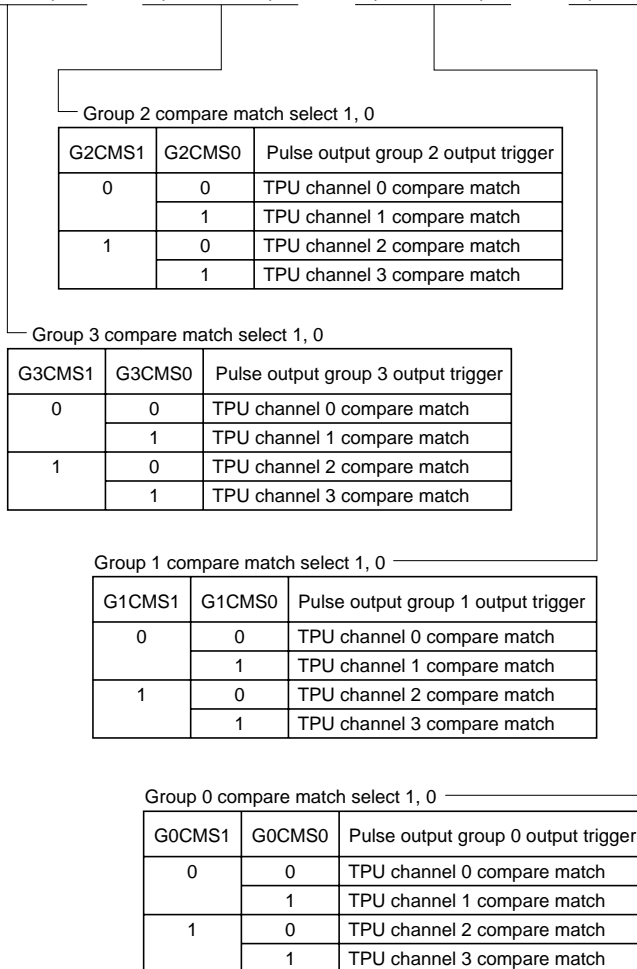 Group 2 compare match select 1, 0
G2CMS1 G2CMS0 Pulse output group 2 output trigger
0 0 TPU channel 0 compare match
1 TPU channel 1 compare match
1 0 TPU channel 2 compare match
1 TPU channel 3 compare match
Group 3 compare match select 1, 0
G3CMS1 G3CMS0 Pulse output group 3 output trigger
0 0 TPU channel 0 compare match
1 TPU channel 1 compare match
1 0 TPU channel 2 compare match
1 TPU channel 3 compare match
Group 1 compare match select 1, 0
G1CMS1 G1CMS0 Pulse output group 1 output trigger
0 0 TPU channel 0 compare match
1 TPU channel 1 compare match
1 0 TPU channel 2 compare match
1 TPU channel 3 compare match
Group 0 compare match select 1, 0
G0CMS1 G0CMS0 Pulse output group 0 output trigger
0 0 TPU channel 0 compare match
1 TPU channel 1 compare match
1 0 TPU channel 2 compare match
1 TPU channel 3 compare match